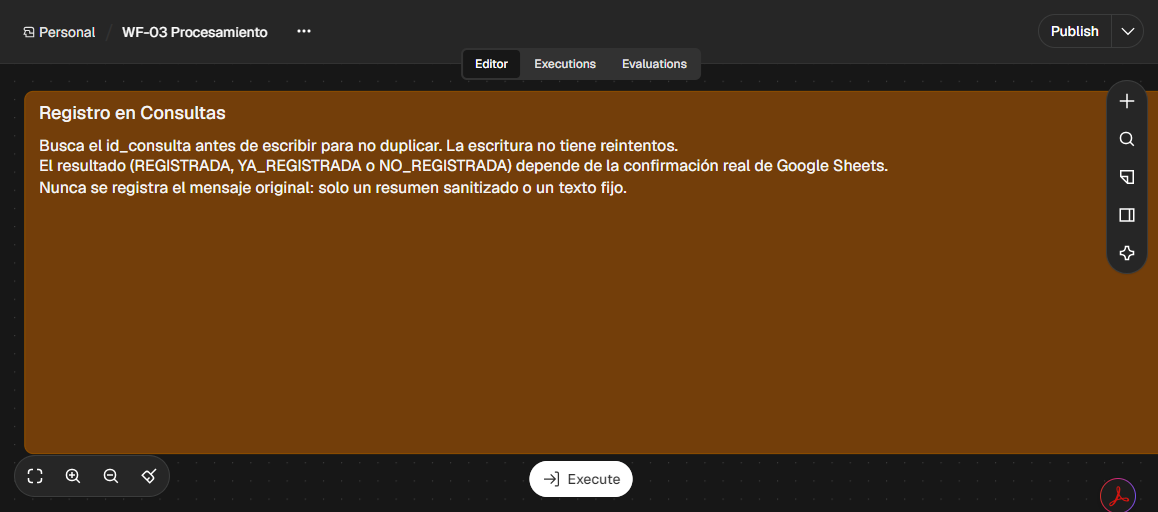 Personal / WF-03 Procesamiento ...
Publish
Editor Executions Evaluations
Registro en Consultas
Busca el id_consulta antes de escribir para no duplicar. La escritura no tiene reintentos.
El resultado (REGISTRADA, YA_REGISTRADA o NO_REGISTRADA) depende de la confirmación real de Google Sheets.
Nunca se registra el mensaje original: solo un resumen sanitizado o un texto fijo.
Execute